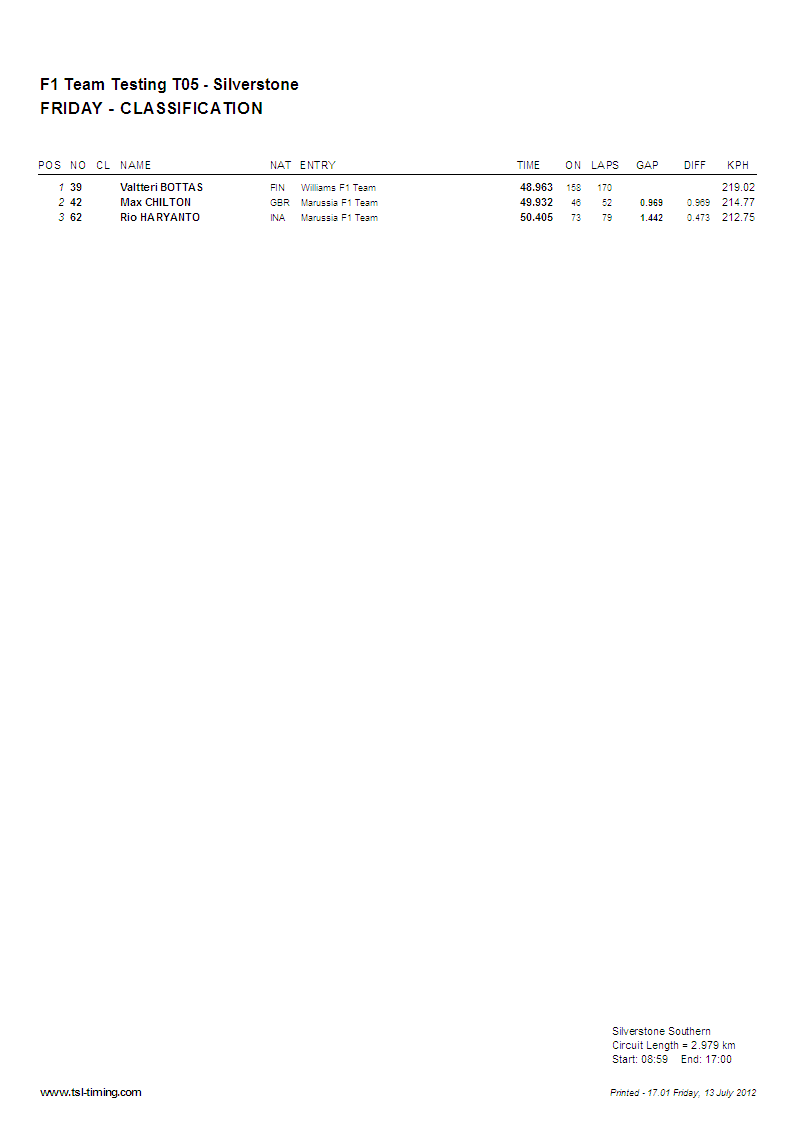 F1 Team Testing T05 - Silverstone
FRIDAY - CLASSIFICATION
POS NO CL NAME NAT ENTRY TIME ON LAPS GAP DIFF KPH
1 39 Valtteri BOTTAS FIN Williams F1 Team 48.963 158 170 219.02
2 42 Max CHILTON GBR Marussia F1 Team 49.932 46 52 0.969 0.969 214.77
3 62 Rio HARYANTO INA Marussia F1 Team 50.405 73 79 1.442 0.473 212.75
Silverstone Southern
Circuit Length = 2.979 km
Start: 08:59 End: 17:00
www.tsl-timing.com Printed - 17.01 Friday, 13 July 2012